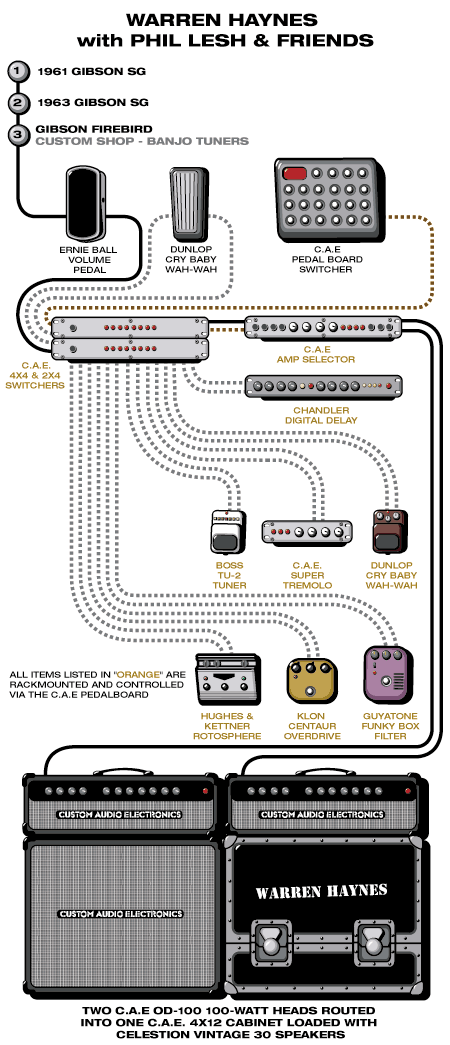 WARREN HAYNES
with PHIL LESH & FRIENDS
1 1961 GIBSON SG
2 1963 GIBSON SG
3 GIBSON FIREBIRD
CUSTOM SHOP - BANJO TUNERS
ERNIE BALL
VOLUME
PEDAL
DUNLOP
CRY BABY
WAH-WAH
C.A.E
PEDAL BOARD
SWITCHER
C.A.E.
4X4 & 2X4
SWITCHERS
C.A.E
AMP SELECTOR
CHANDLER
DIGITAL DELAY
BOSS
TU-2
TUNER
C.A.E.
SUPER
TREMOLO
DUNLOP
CRY BABY
WAH-WAH
ALL ITEMS LISTED IN "ORANGE" ARE
RACKMOUNTED AND CONTROLLED
VIA THE C.A.E PEDALBOARD
HUGHES &
KETTNER
ROTOSPHERE
KLON
CENTAUR
OVERDRIVE
GUYATONE
FUNKY BOX
FILTER
CUSTOM AUDIO ELECTRONICS
CUSTOM AUDIO ELECTRONICS
CUSTOM AUDIO ELECTRONICS
WARREN HAYNES
TWO C.A.E OD-100 100-WATT HEADS ROUTED
INTO ONE C.A.E. 4X12 CABINET LOADED WITH
CELESTION VINTAGE 30 SPEAKERS